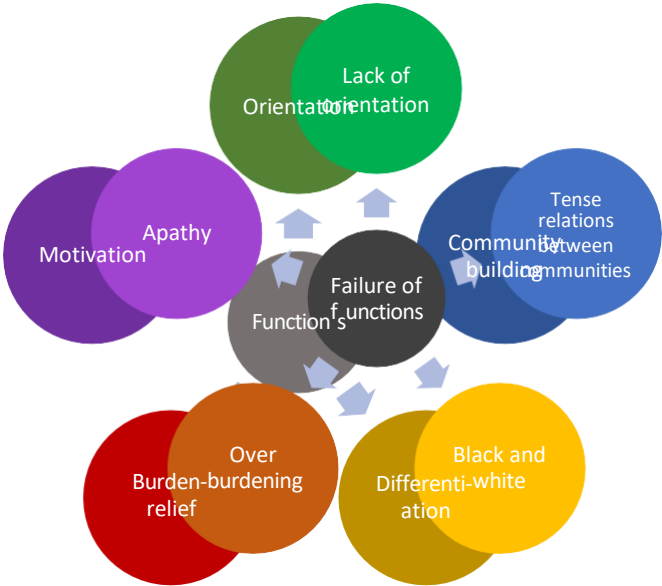 Orientation
Lack of
orientation
Motivation
Apathy
Community
building
Tense
relations
between
communities
Function's
Failure of
functions
Burden-
relief
Over
burdening
Differenti-
ation
Black and
white